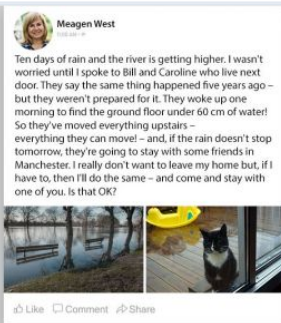 Meagen West
Ten days of rain and the river is getting higher. I wasn't
worried until I spoke to Bill and Caroline who live next
door. They say the same thing happened five years ago –
but they weren't prepared for it. They woke up one
morning to find the ground floor under 60 cm of water!
So they've moved everything upstairs –
everything they can move! – and, if the rain doesn't stop
tomorrow, they're going to stay with some friends in
Manchester. I really don't want to leave my home but, if I
have to, then I'll do the same – and come and stay with
one of you. Is that OK?
Like Comment Share